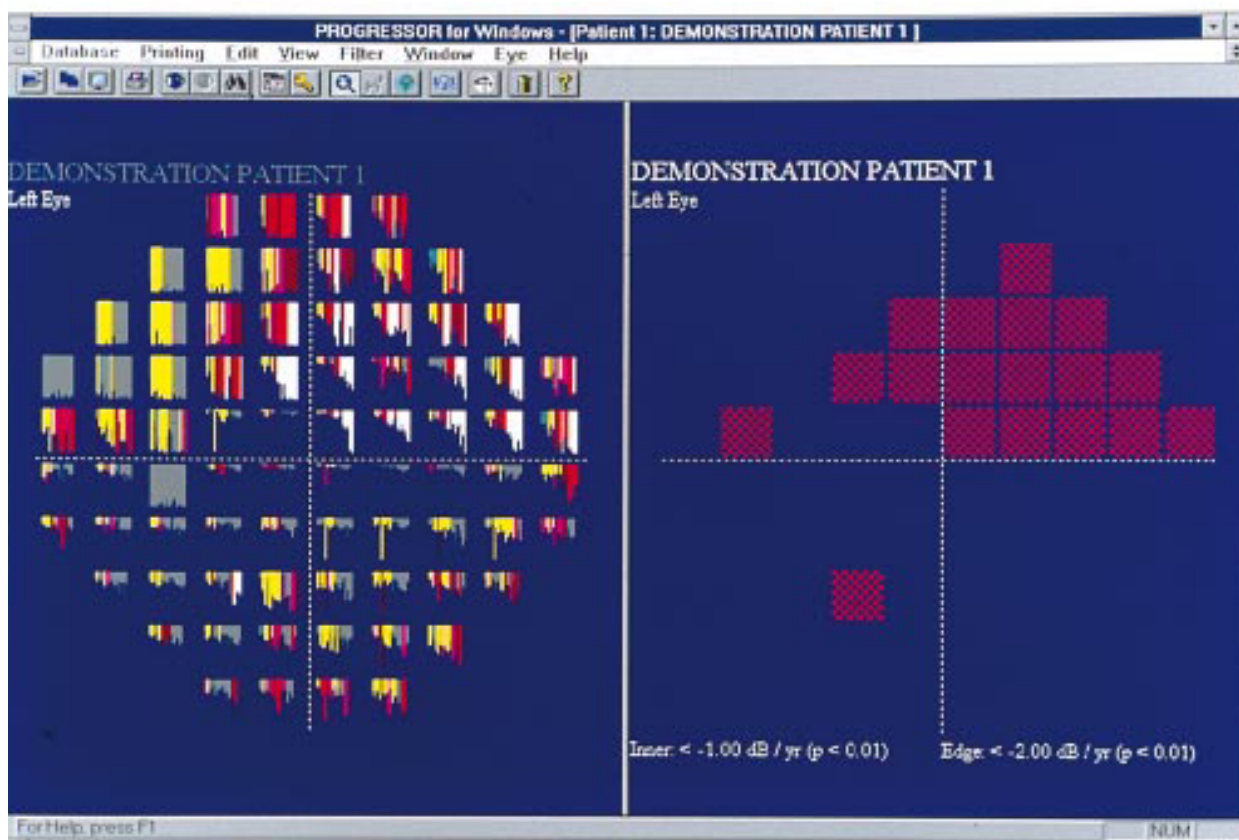 PROGRESSOR for Windows - [Patient 1: DEMONSTRATION PATIENT 1 ]
Database Printing Edit View Filter Window Eye Help
DEMONSTRATION PATIENT 1
Left Eye
DEMONSTRATION PATIENT 1
Left Eye
Inner: < -1.00 dB / yr (p < 0.01)
Edge: < -2.00 dB / yr (p < 0.01)
For Help, press F1
NUM